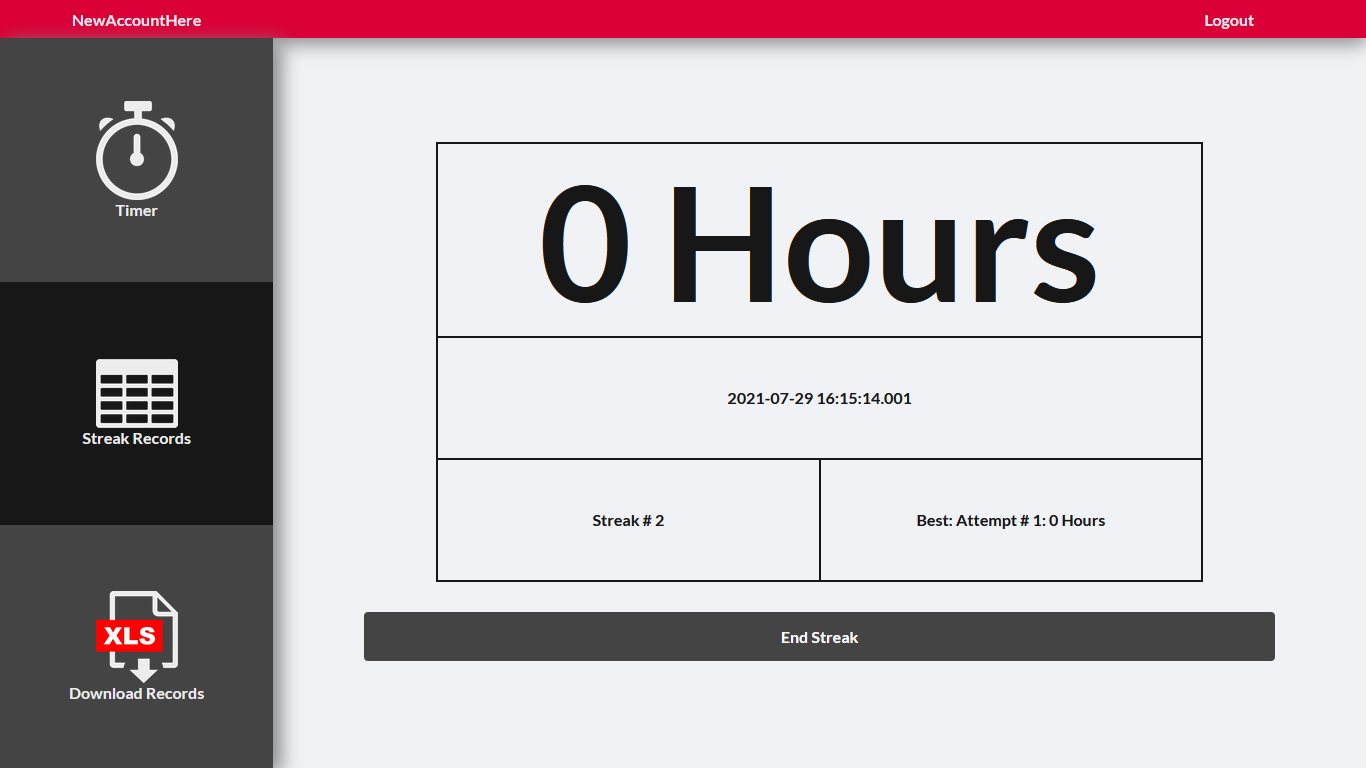 NewAccountHere
Logout
Timer
Streak Records
XLS
Download Records
0 Hours
2021-07-29 16:15:14.001
Streak # 2
Best: Attempt # 1: 0 Hours
End Streak